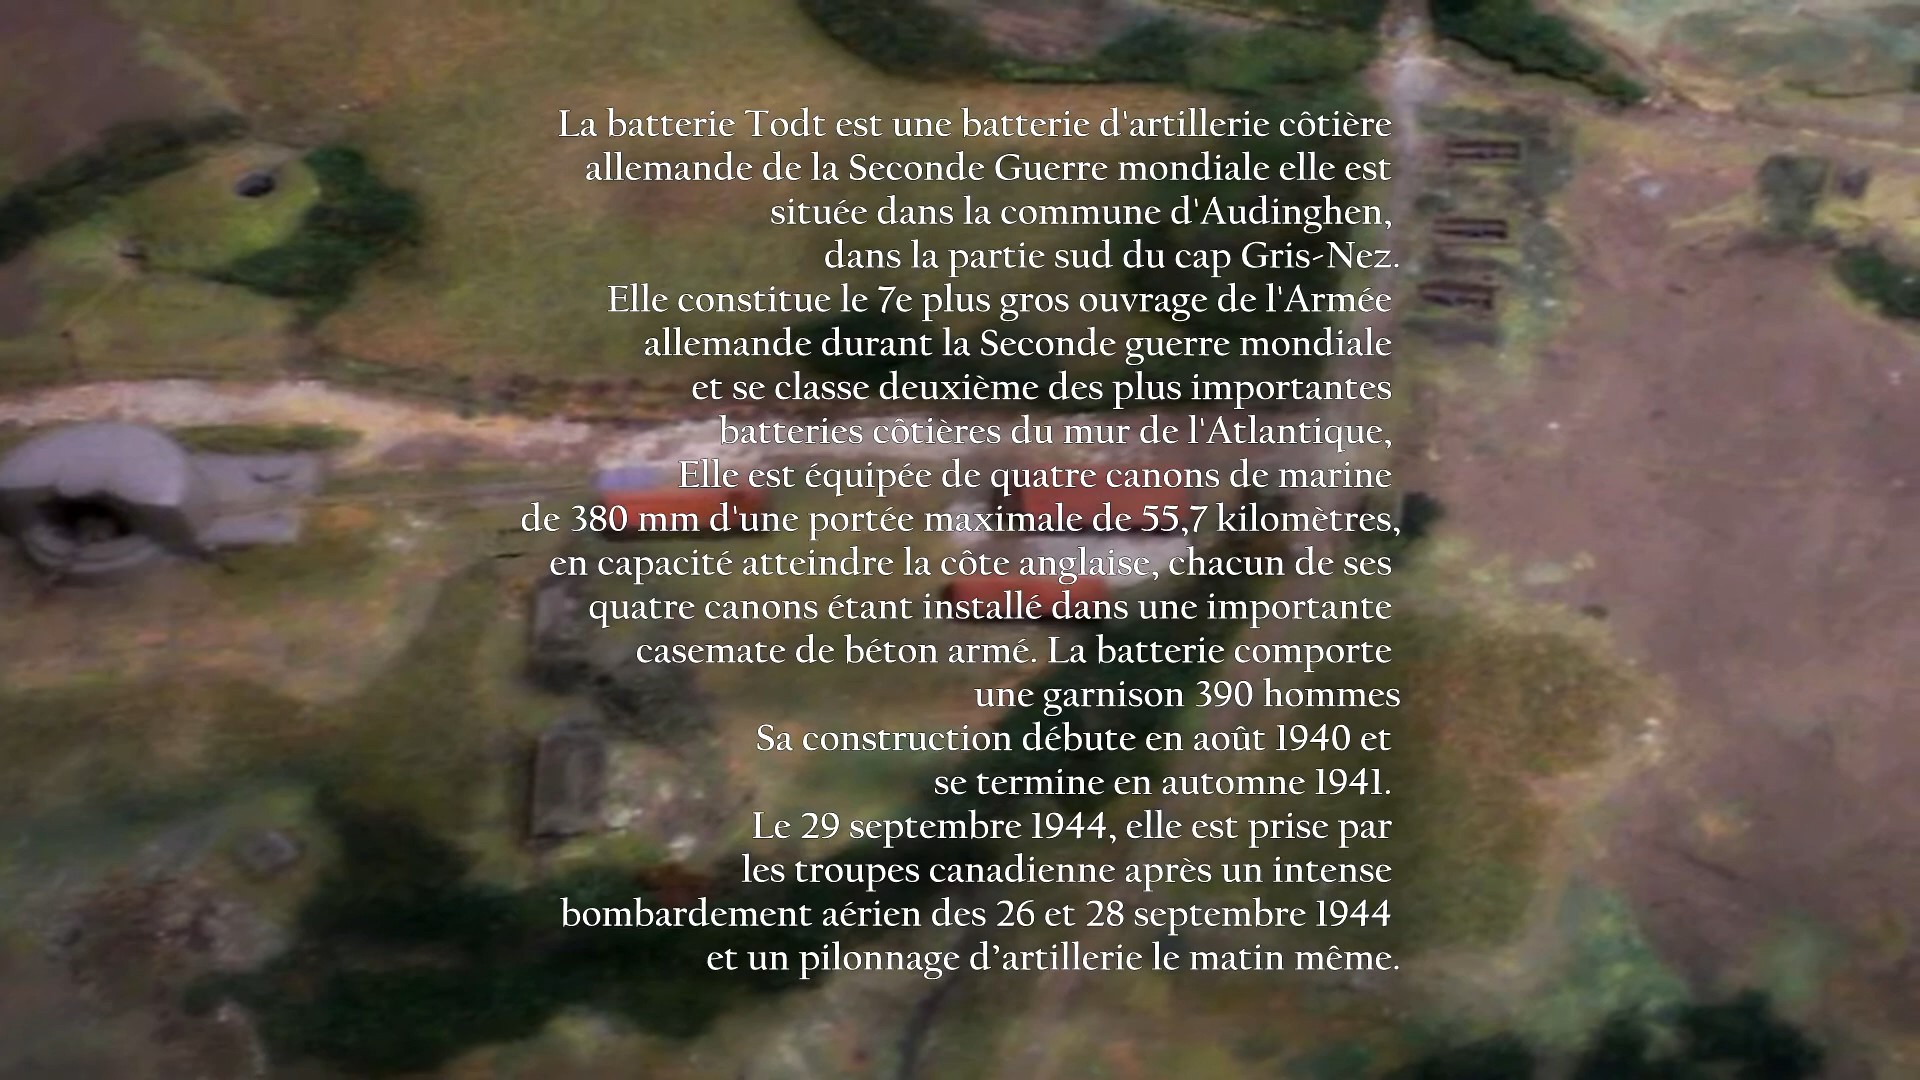 La batterie Todt est une batterie d'artillerie côtière
allemande de la Seconde Guerre mondiale elle est
située dans la commune d'Audinghen,
dans la partie sud du cap Gris-Nez.
Elle constitue le 7e plus gros ouvrage de l'Armée
allemande durant la Seconde guerre mondiale
et se classe deuxième des plus importantes
batteries côtières du mur de l'Atlantique,
Elle est équipée de quatre canons de marine
de 380 mm d'une portée maximale de 55,7 kilomètres,
en capacité atteindre la côte anglaise, chacun de ses
quatre canons étant installé dans une importante
casemate de béton armé. La batterie comporte
une garnison 390 hommes
Sa construction débute en août 1940 et
se termine en automne 1941.
Le 29 septembre 1944, elle est prise par
les troupes canadienne après un intense
bombardement aérien des 26 et 28 septembre 1944
et un pilonnage d’artillerie le matin même.